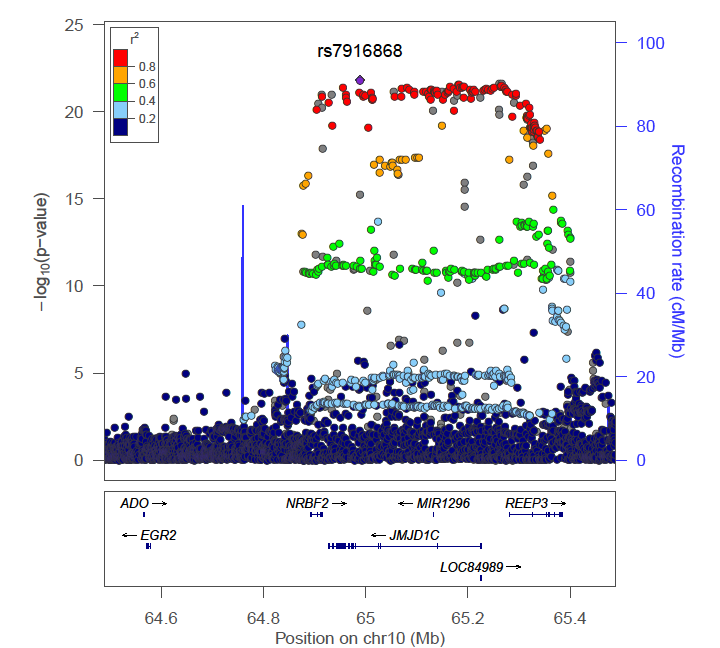 rs7916868
r²
0.8
0.6
0.4
0.2
25
20
15
10
5
0
−log10(p−value)
100
80
60
40
20
0
Recombination rate (cM/Mb)
ADO
NRBF2
MIR1296
REEP3
EGR2
JMJD1C
LOC84989
64.6
64.8
65
65.2
65.4
Position on chr10 (Mb)